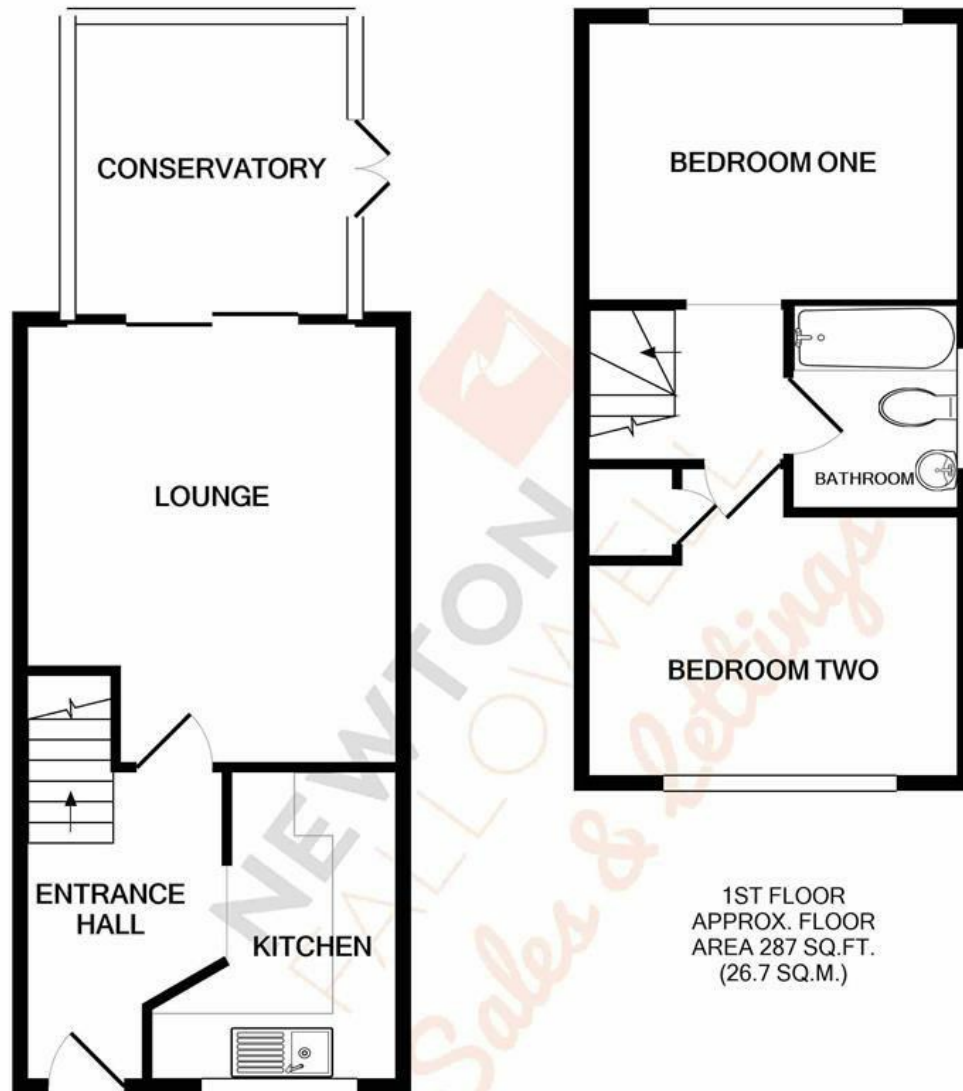 CONSERVATORY
LOUNGE
ENTRANCE
HALL
KITCHEN
BEDROOM ONE
BATHROOM
BEDROOM TWO
1ST FLOOR
APPROX. FLOOR
AREA 287 SQ.FT.
(26.7 SQ.M.)
NEWTON
FALLOWELL
Sales & Lettings